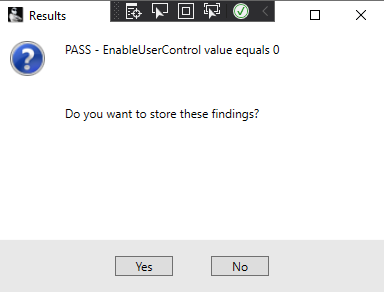 Results
PASS - EnableUserControl value equals 0
Do you want to store these findings?
Yes
No